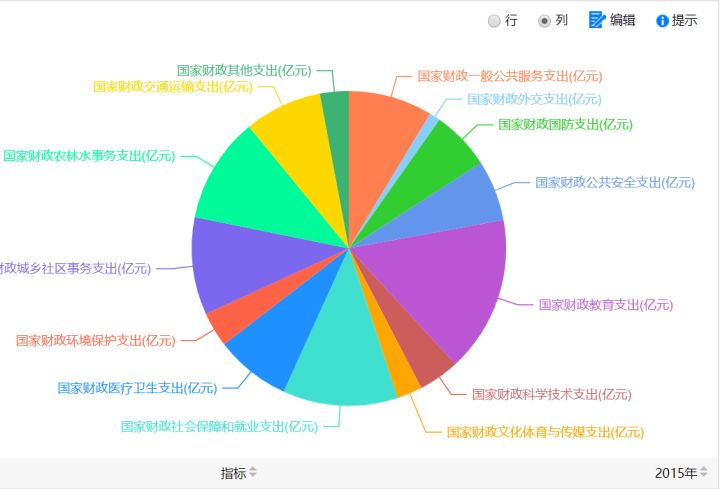 行 列 编辑 提示
国家财政其他支出(亿元)
国家财政一般公共服务支出(亿元)
国家财政交通运输支出(亿元)
国家财政外交支出(亿元)
国家财政国防支出(亿元)
国家财政农林水事务支出(亿元)
国家财政公共安全支出(亿元)
财政城乡社区事务支出(亿元)
国家财政教育支出(亿元)
国家财政环境保护支出(亿元)
国家财政医疗卫生支出(亿元)
国家财政科学技术支出(亿元)
国家财政社会保障和就业支出(亿元)
国家财政文化体育与传媒支出(亿元)
指标 2015年